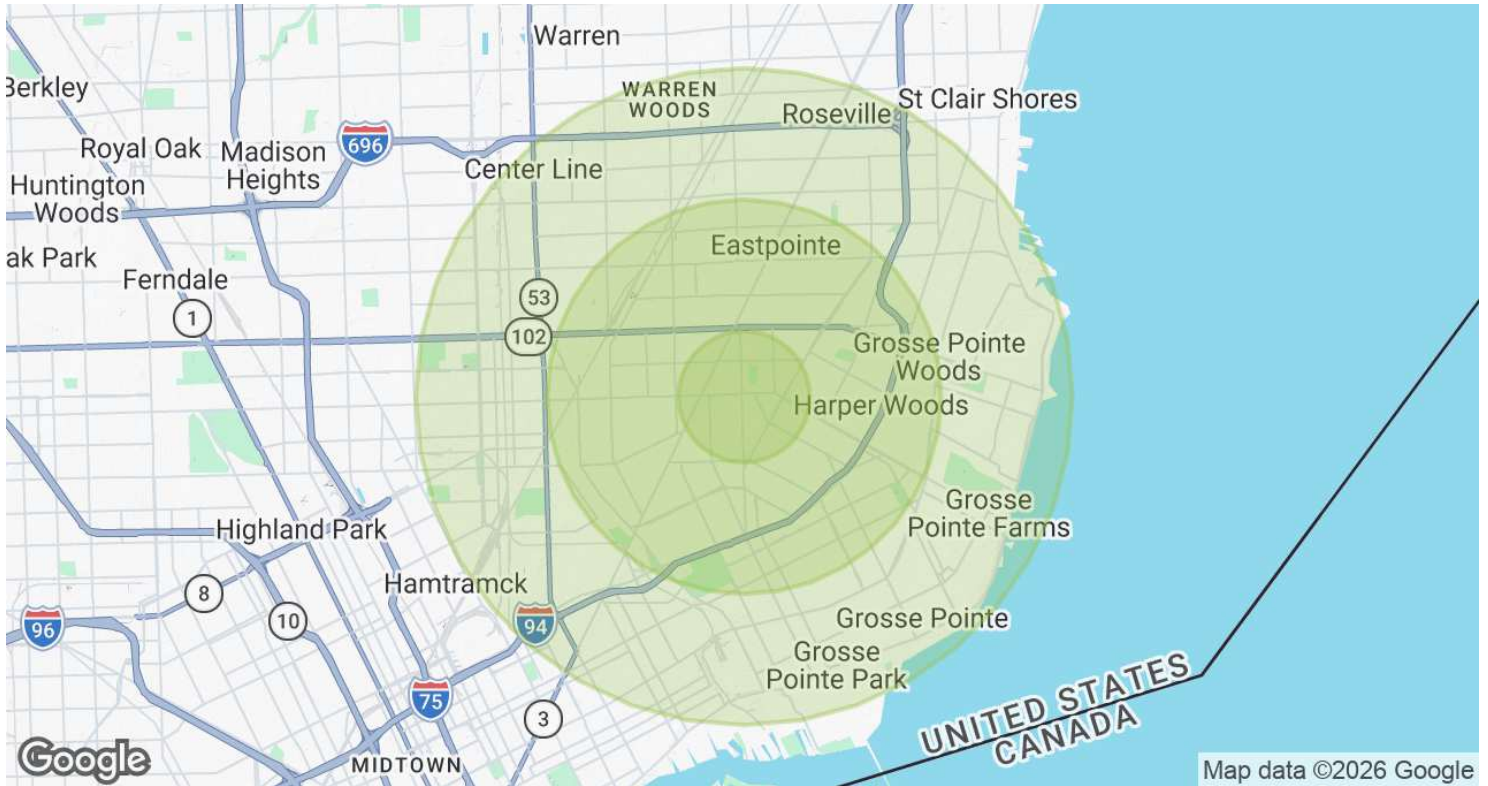 Warren
Berkley
WARREN
WOODS
St Clair Shores
Roseville
696
Royal Oak
Madison
Heights
Center Line
Huntington
Woods
Eastpointe
ak Park
Ferndale
53
1
102
Grosse Pointe
Woods
Harper Woods
Grosse
Pointe Farms
Highland Park
Hamtramck
8
10
96
94
Grosse Pointe
Grosse
Pointe Park
75
3
UNITED STATES
CANADA
MIDTOWN
Google
Map data ©2026 Google